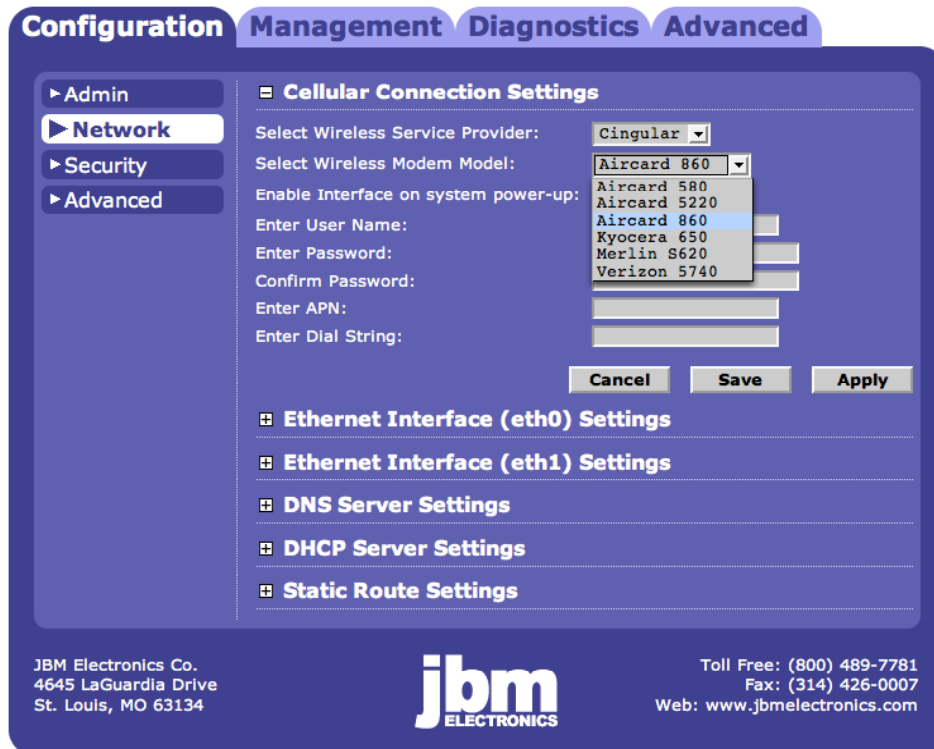 Configuration Management Diagnostics Advanced
Admin
Network
Security
Advanced
Cellular Connection Settings
Select Wireless Service Provider: Cingular
Select Wireless Modem Model: Aircard 860
Enable Interface on system power-up:
Aircard 580
Aircard 5220
Aircard 860
Kyocera 650
Merlin S620
Verizon 5740
Enter User Name:
Enter Password:
Confirm Password:
Enter APN:
Enter Dial String:
Cancel Save Apply
Ethernet Interface (eth0) Settings
Ethernet Interface (eth1) Settings
DNS Server Settings
DHCP Server Settings
Static Route Settings
JBM Electronics Co.
4645 LaGuardia Drive
St. Louis, MO 63134
jbm
ELECTRONICS
Toll Free: (800) 489-7781
Fax: (314) 426-0007
Web: www.jbmelectronics.com